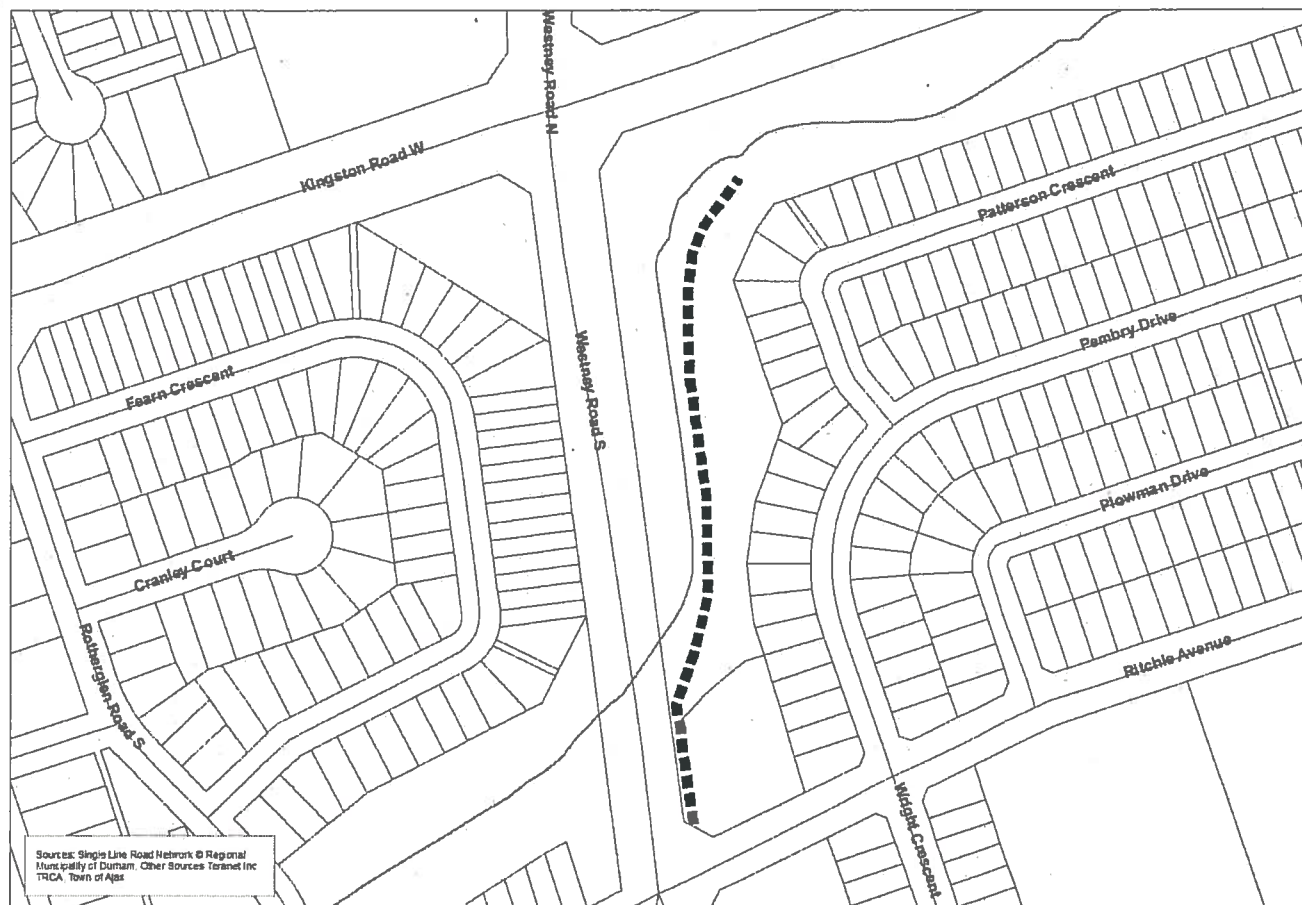 Westney Road N
Kingston Road W
Patterson Crescent
Pembry Drive
Westney Road S
Fearn Crescent
Plowman Drive
Cranley Court
Rotherglen Road S
Ritchie Avenue
Wright Crescent
Sources: Single Line Road Network © Regional
Municipality of Durham, Other Sources Teranet Inc
TRCA, Town of Ajax